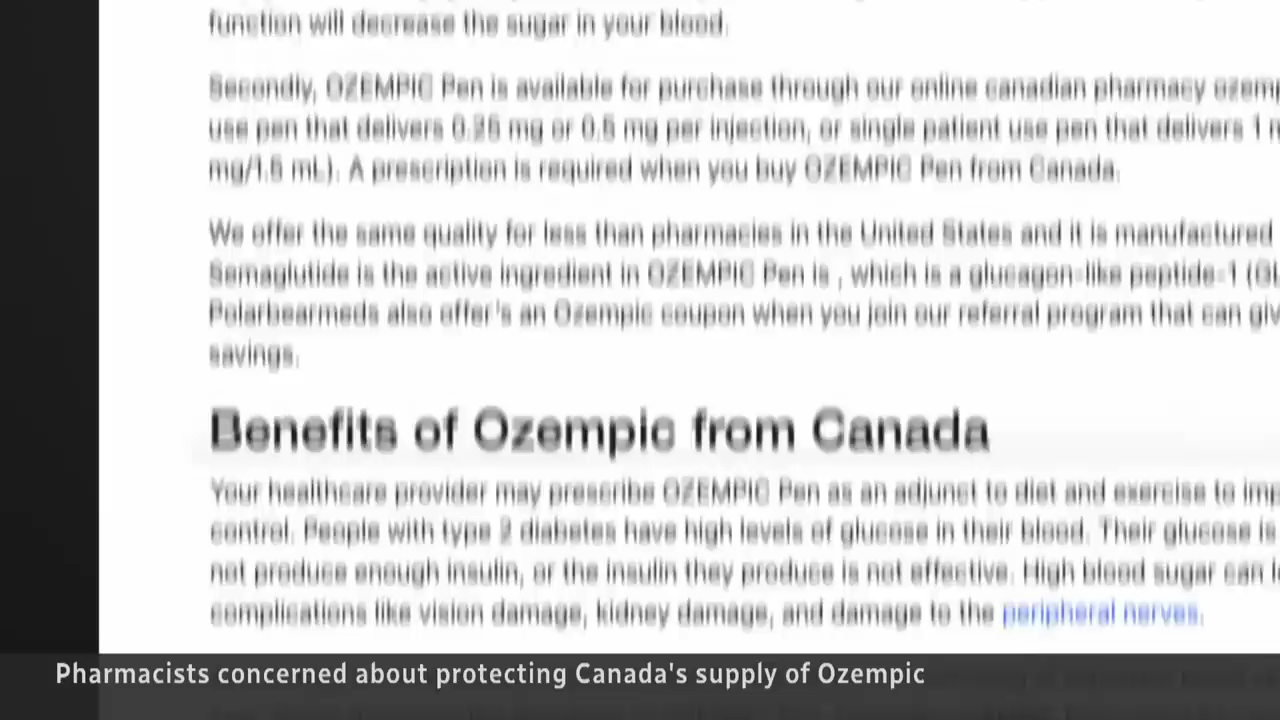 function will decrease the sugar in your blood.
Secondly, OZEMPIC Pen is available for purchase through our online canadian pharmacy ozemp
use pen that delivers 0.25 mg or 0.5 mg per injection, or single patient use pen that delivers 1 m
mg/1.5 mL). A prescription is required when you buy OZEMPIC Pen from Canada.
We offer the same quality for less than pharmacies in the United States and it is manufactured
Semaglutide is the active ingredient in OZEMPIC Pen is , which is a glucagon-like peptide-1 (GL
Polarbearmeds also offer's an Ozempic coupon when you join our referral program that can giv
savings.
Benefits of Ozempic from Canada
Your healthcare provider may prescribe OZEMPIC Pen as an adjunct to diet and exercise to imp
control. People with type 2 diabetes have high levels of glucose in their blood. Their glucose is
not produce enough insulin, or the insulin they produce is not effective. High blood sugar can le
complications like vision damage, kidney damage, and damage to the peripheral nerves.
Pharmacists concerned about protecting Canada's supply of Ozempic